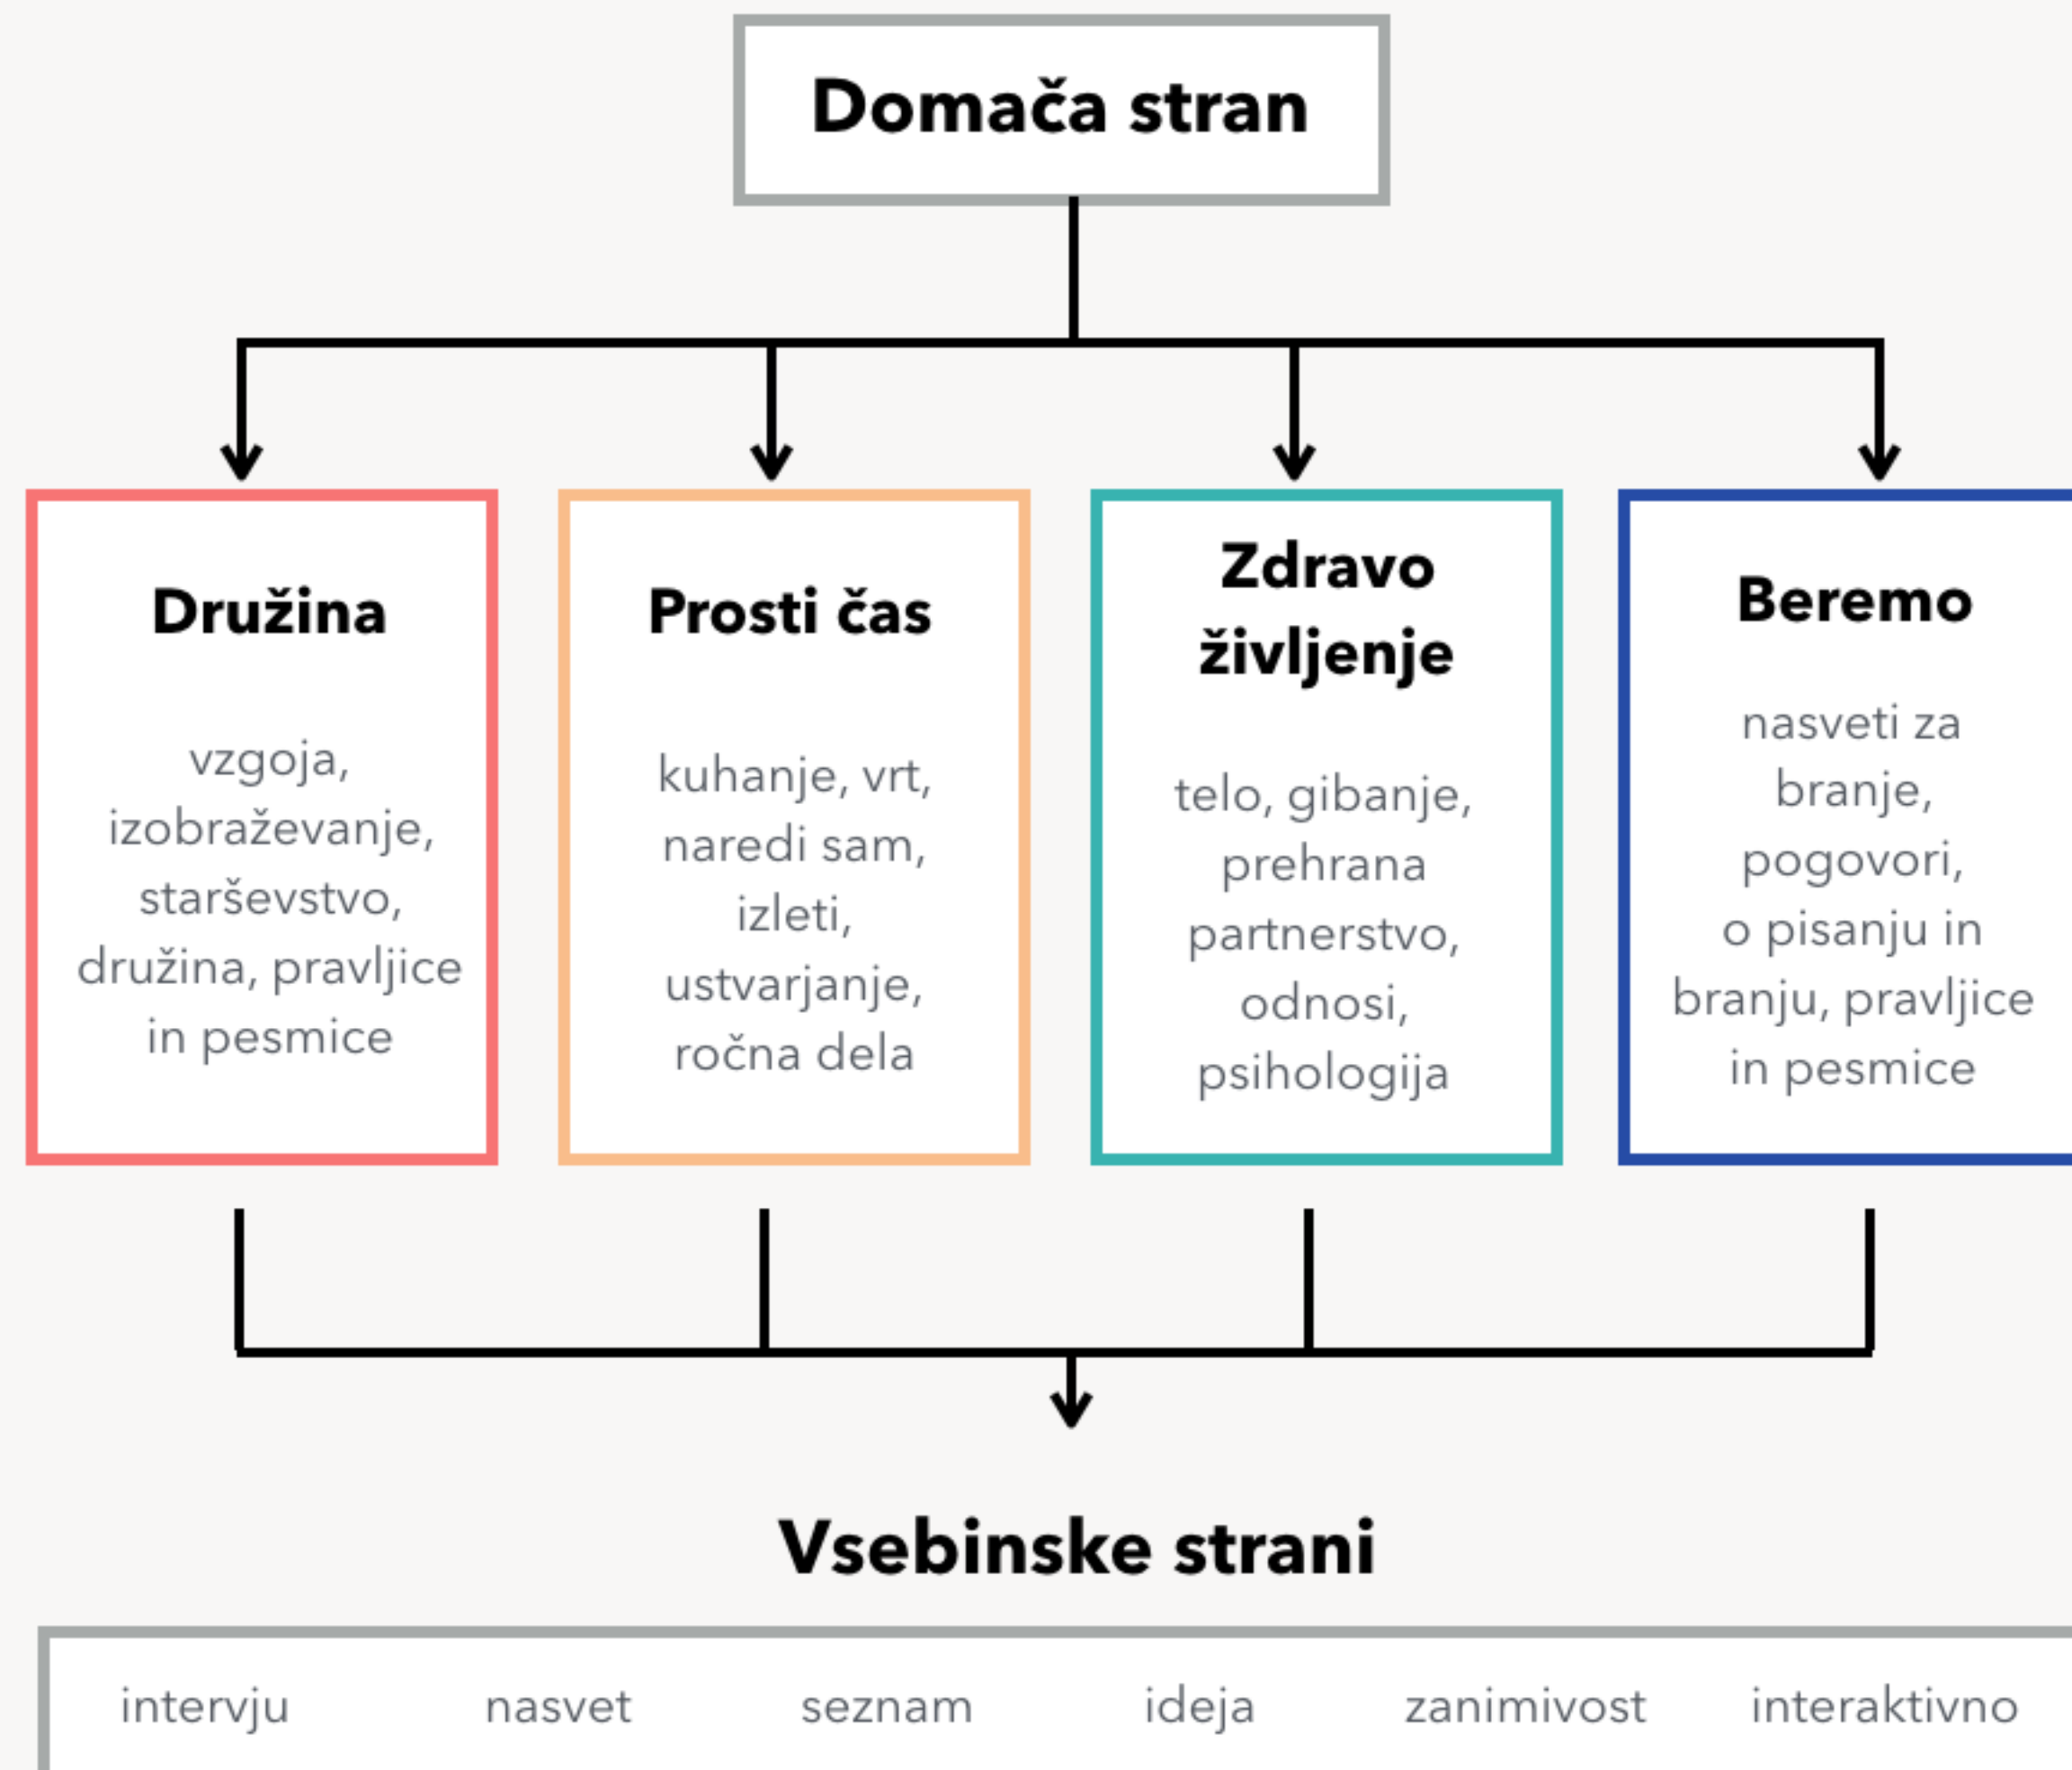 Domača stran
Družina
vzgoja,
izobraževanje,
starševstvo,
družina, pravljice
in pesmice
Prosti čas
kuhanje, vrt,
naredi sam,
izleti,
ustvarjanje,
ročna dela
Zdravo
življenje
telo, gibanje,
prehrana
partnerstvo,
odnosi,
psihologija
Beremo
nasveti za
branje,
pogovori,
o pisanju in
branju, pravljice
in pesmice
Vsebinske strani
intervju nasvet seznam ideja zanimivost interaktivno